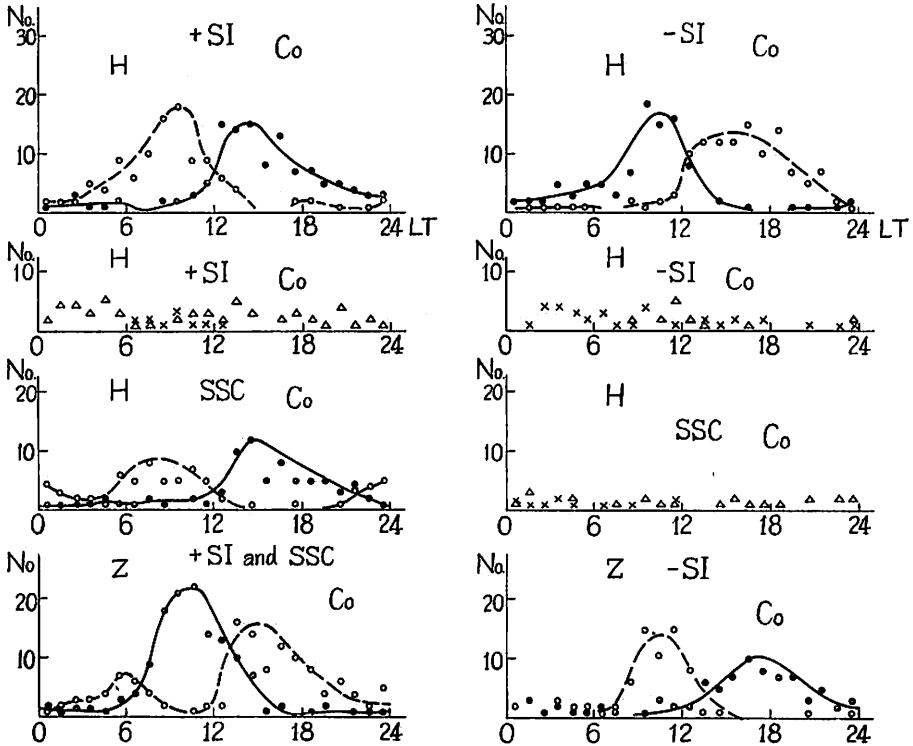 No. +SI Co
30
H
20
10
0 6 12 18 24 LT
No. -SI Co
30
H
20
10
0 6 12 18 24 LT
No. H +SI Co
10
0 6 12 18 24
No. H -SI Co
10
0 6 12 18 24
No. H SSC Co
20
10
0 6 12 18 24
No. H
20
SSC Co
10
0 6 12 18 24
No Z +SI and SSC
20 Co
10
0 6 12 18 24
No. Z -SI
20 Co
10
0 6 12 18 24